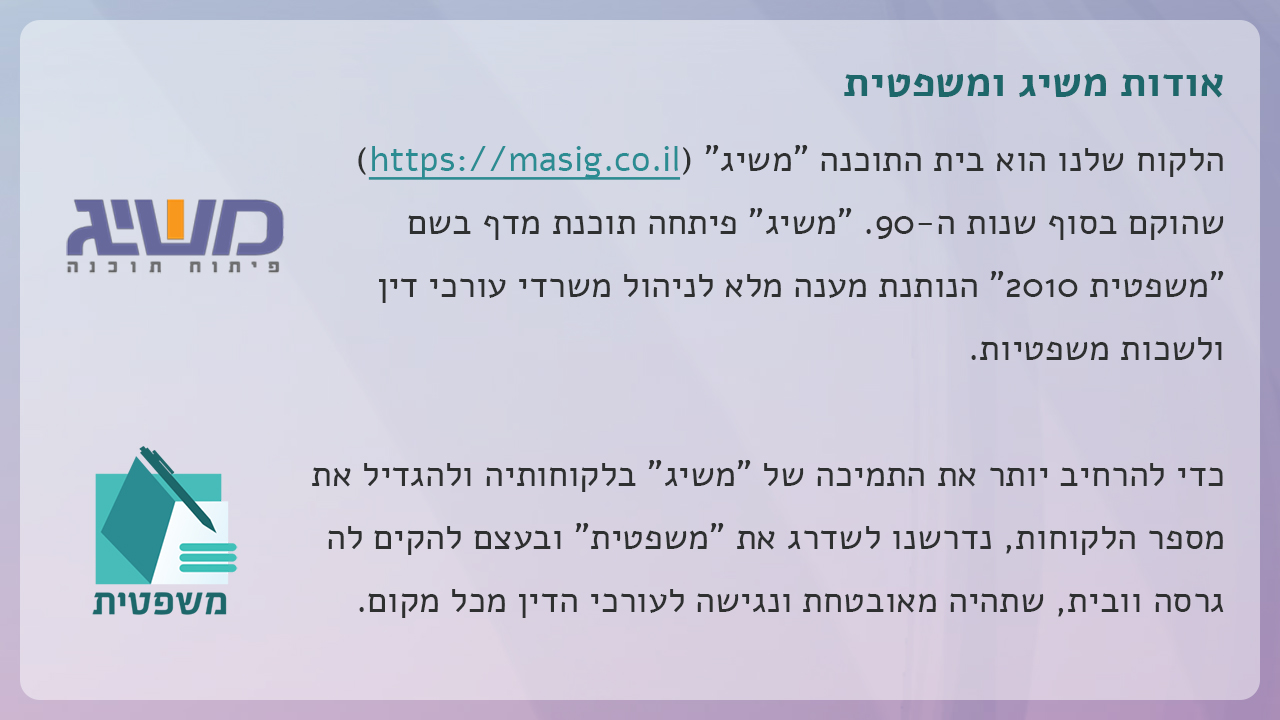 אודות משיג ומשפטית
הלקוח שלנו הוא בית התוכנה "משיג" (https://masig.co.il)
שהוקם בסוף שנות ה-90. "משיג" פיתחה תוכנת מדף בשם
"משפטית 2010" הנותנת מענה מלא לניהול משרדי עורכי דין
ולשכות משפטיות.
משיג
פיתוח תוכנה
כדי להרחיב יותר את התמיכה של "משיג" בלקוחותיה ולהגדיל את
מספר הלקוחות, נדרשנו לשדרג את "משפטית" ובעצם להקים לה
גרסה וובית, שתהיה מאובטחת ונגישה לעורכי הדין מכל מקום.
משפטית